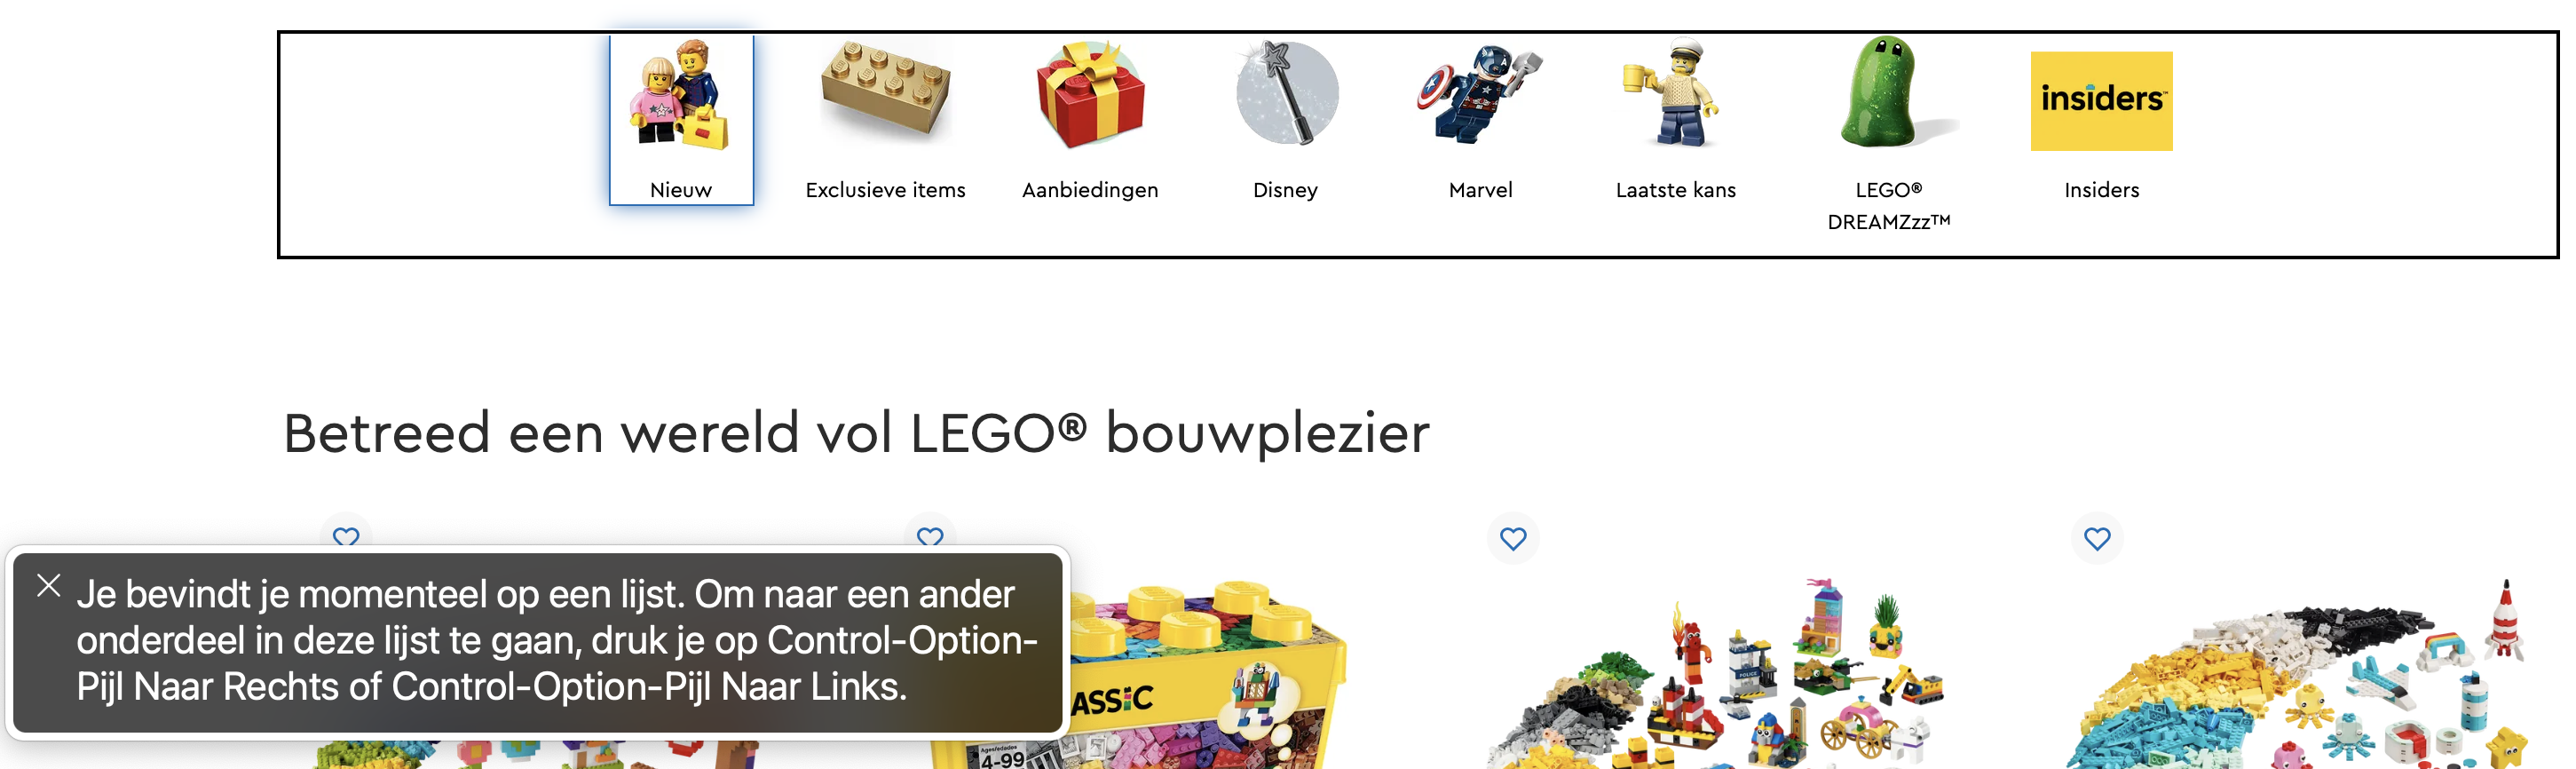 insiders™
Nieuw
Exclusieve items
Aanbiedingen
Disney
Marvel
Laatste kans
LEGO®
DREAMZzz™
Insiders
Betreed een wereld vol LEGO® bouwplezier
Je bevindt je momenteel op een lijst. Om naar een ander
onderdeel in deze lijst te gaan, druk je op Control-Option-
Pijl Naar Rechts of Control-Option-Pijl Naar Links.
ASSiC
4-99
POLICE